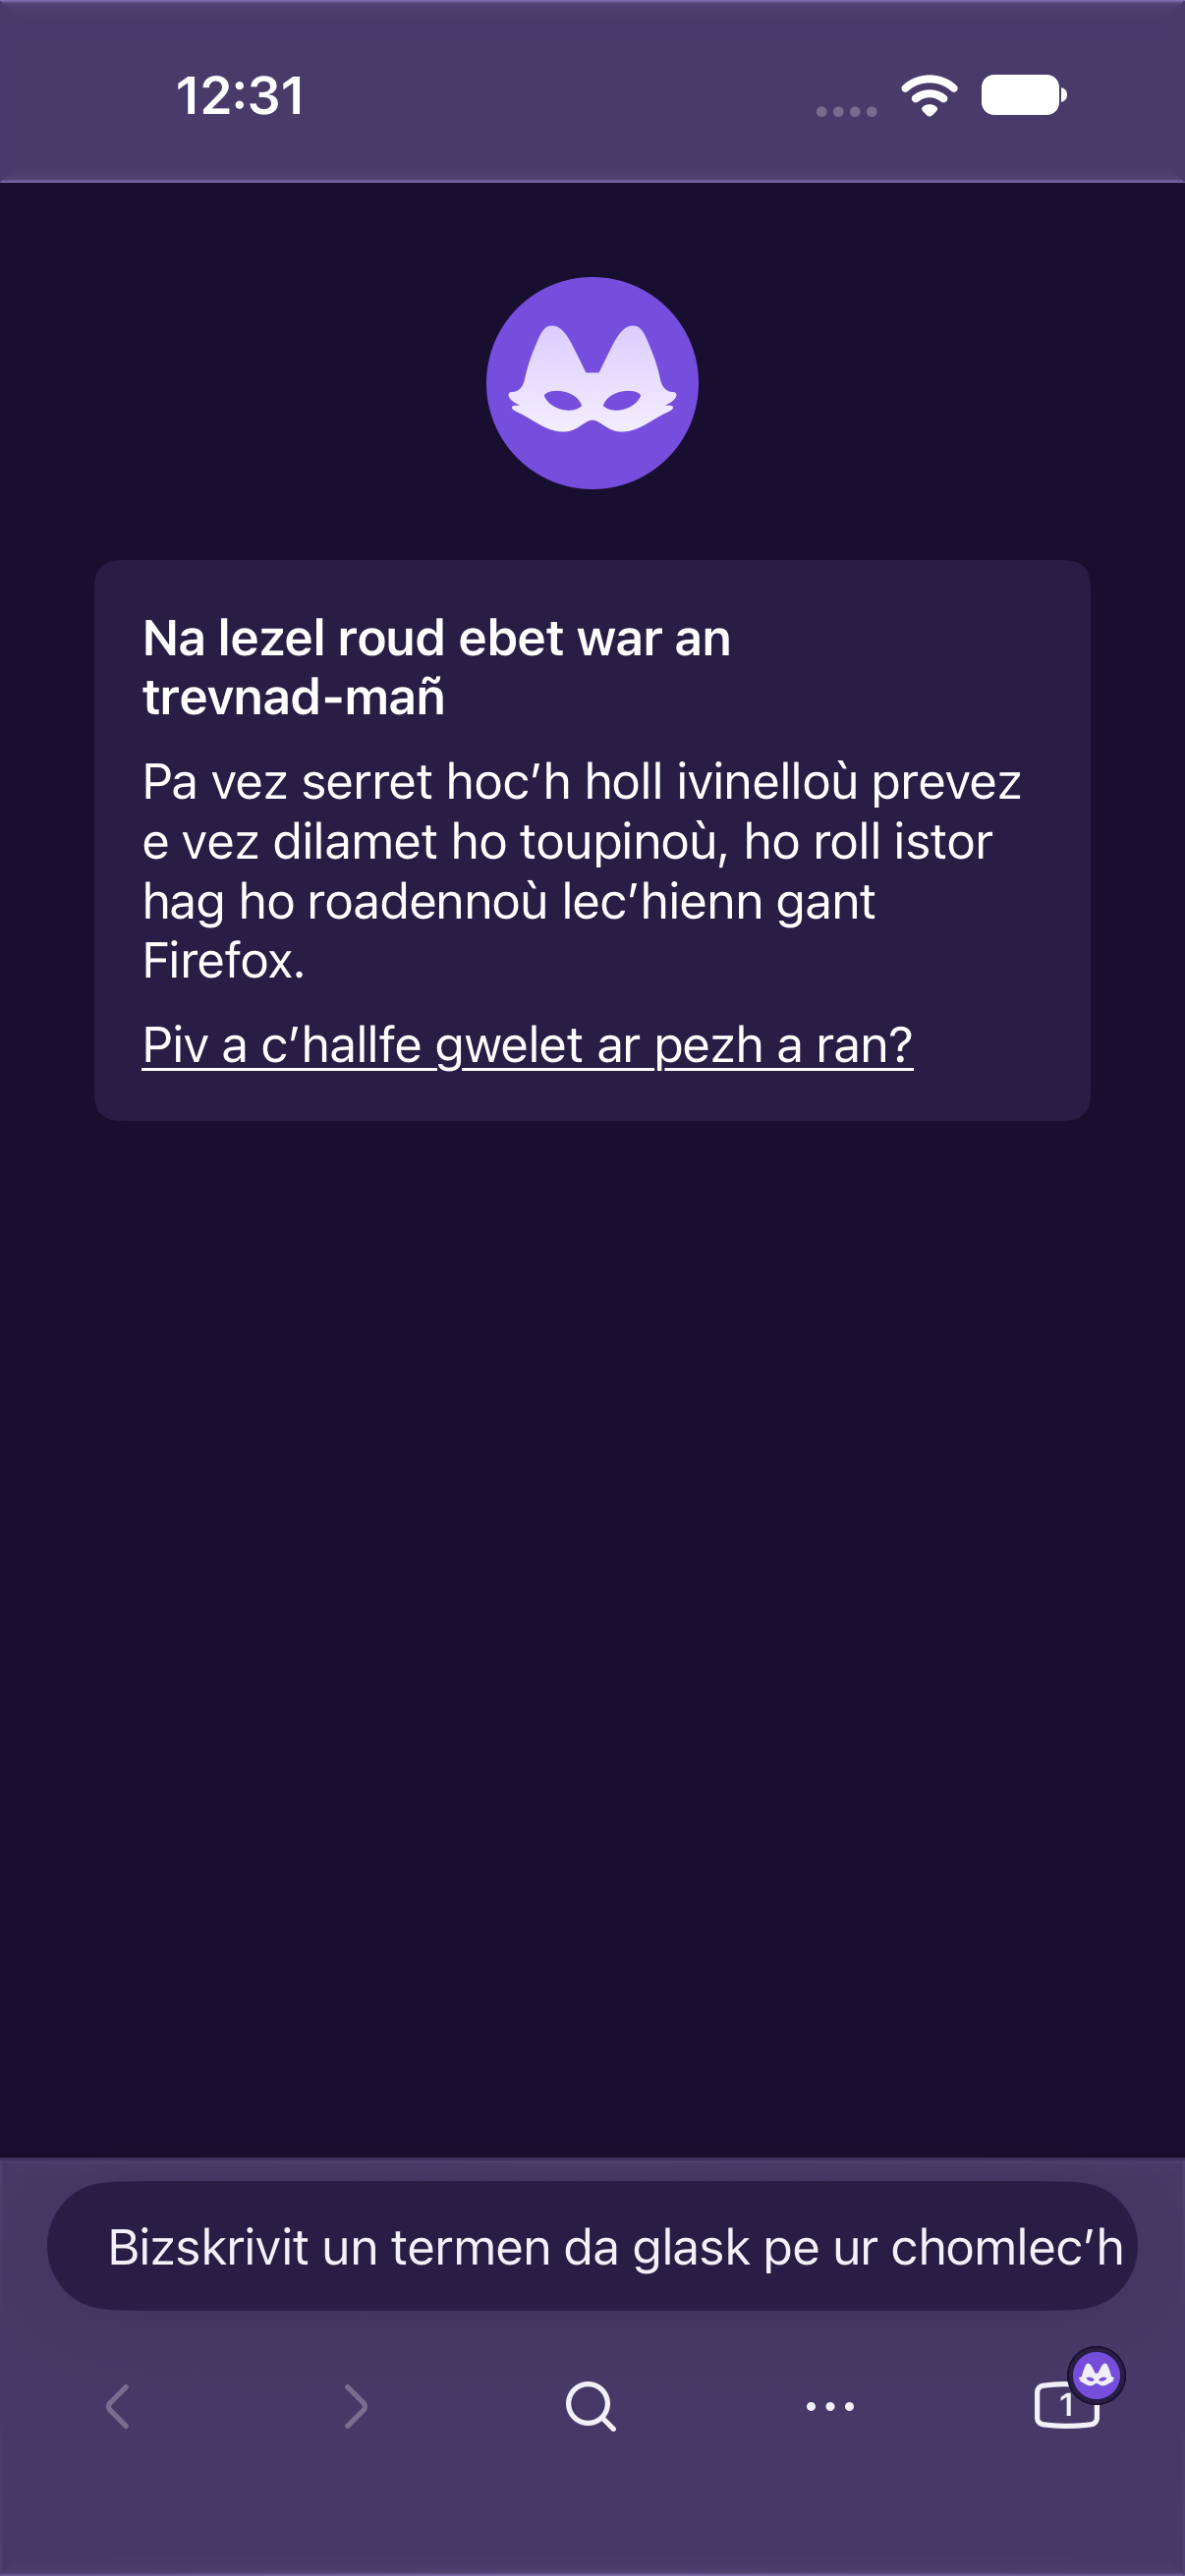 12:31
Na lezel roud ebet war an
trevnad-mañ
Pa vez serret hoc’h holl ivinelloù prevez
e vez dilamet ho toupinoù, ho roll istor
hag ho roadennoù lec’hienn gant
Firefox.
Piv a c’hallfe gwelet ar pezh a ran?
Bizskrivit un termen da glask pe ur chomlec’h
1